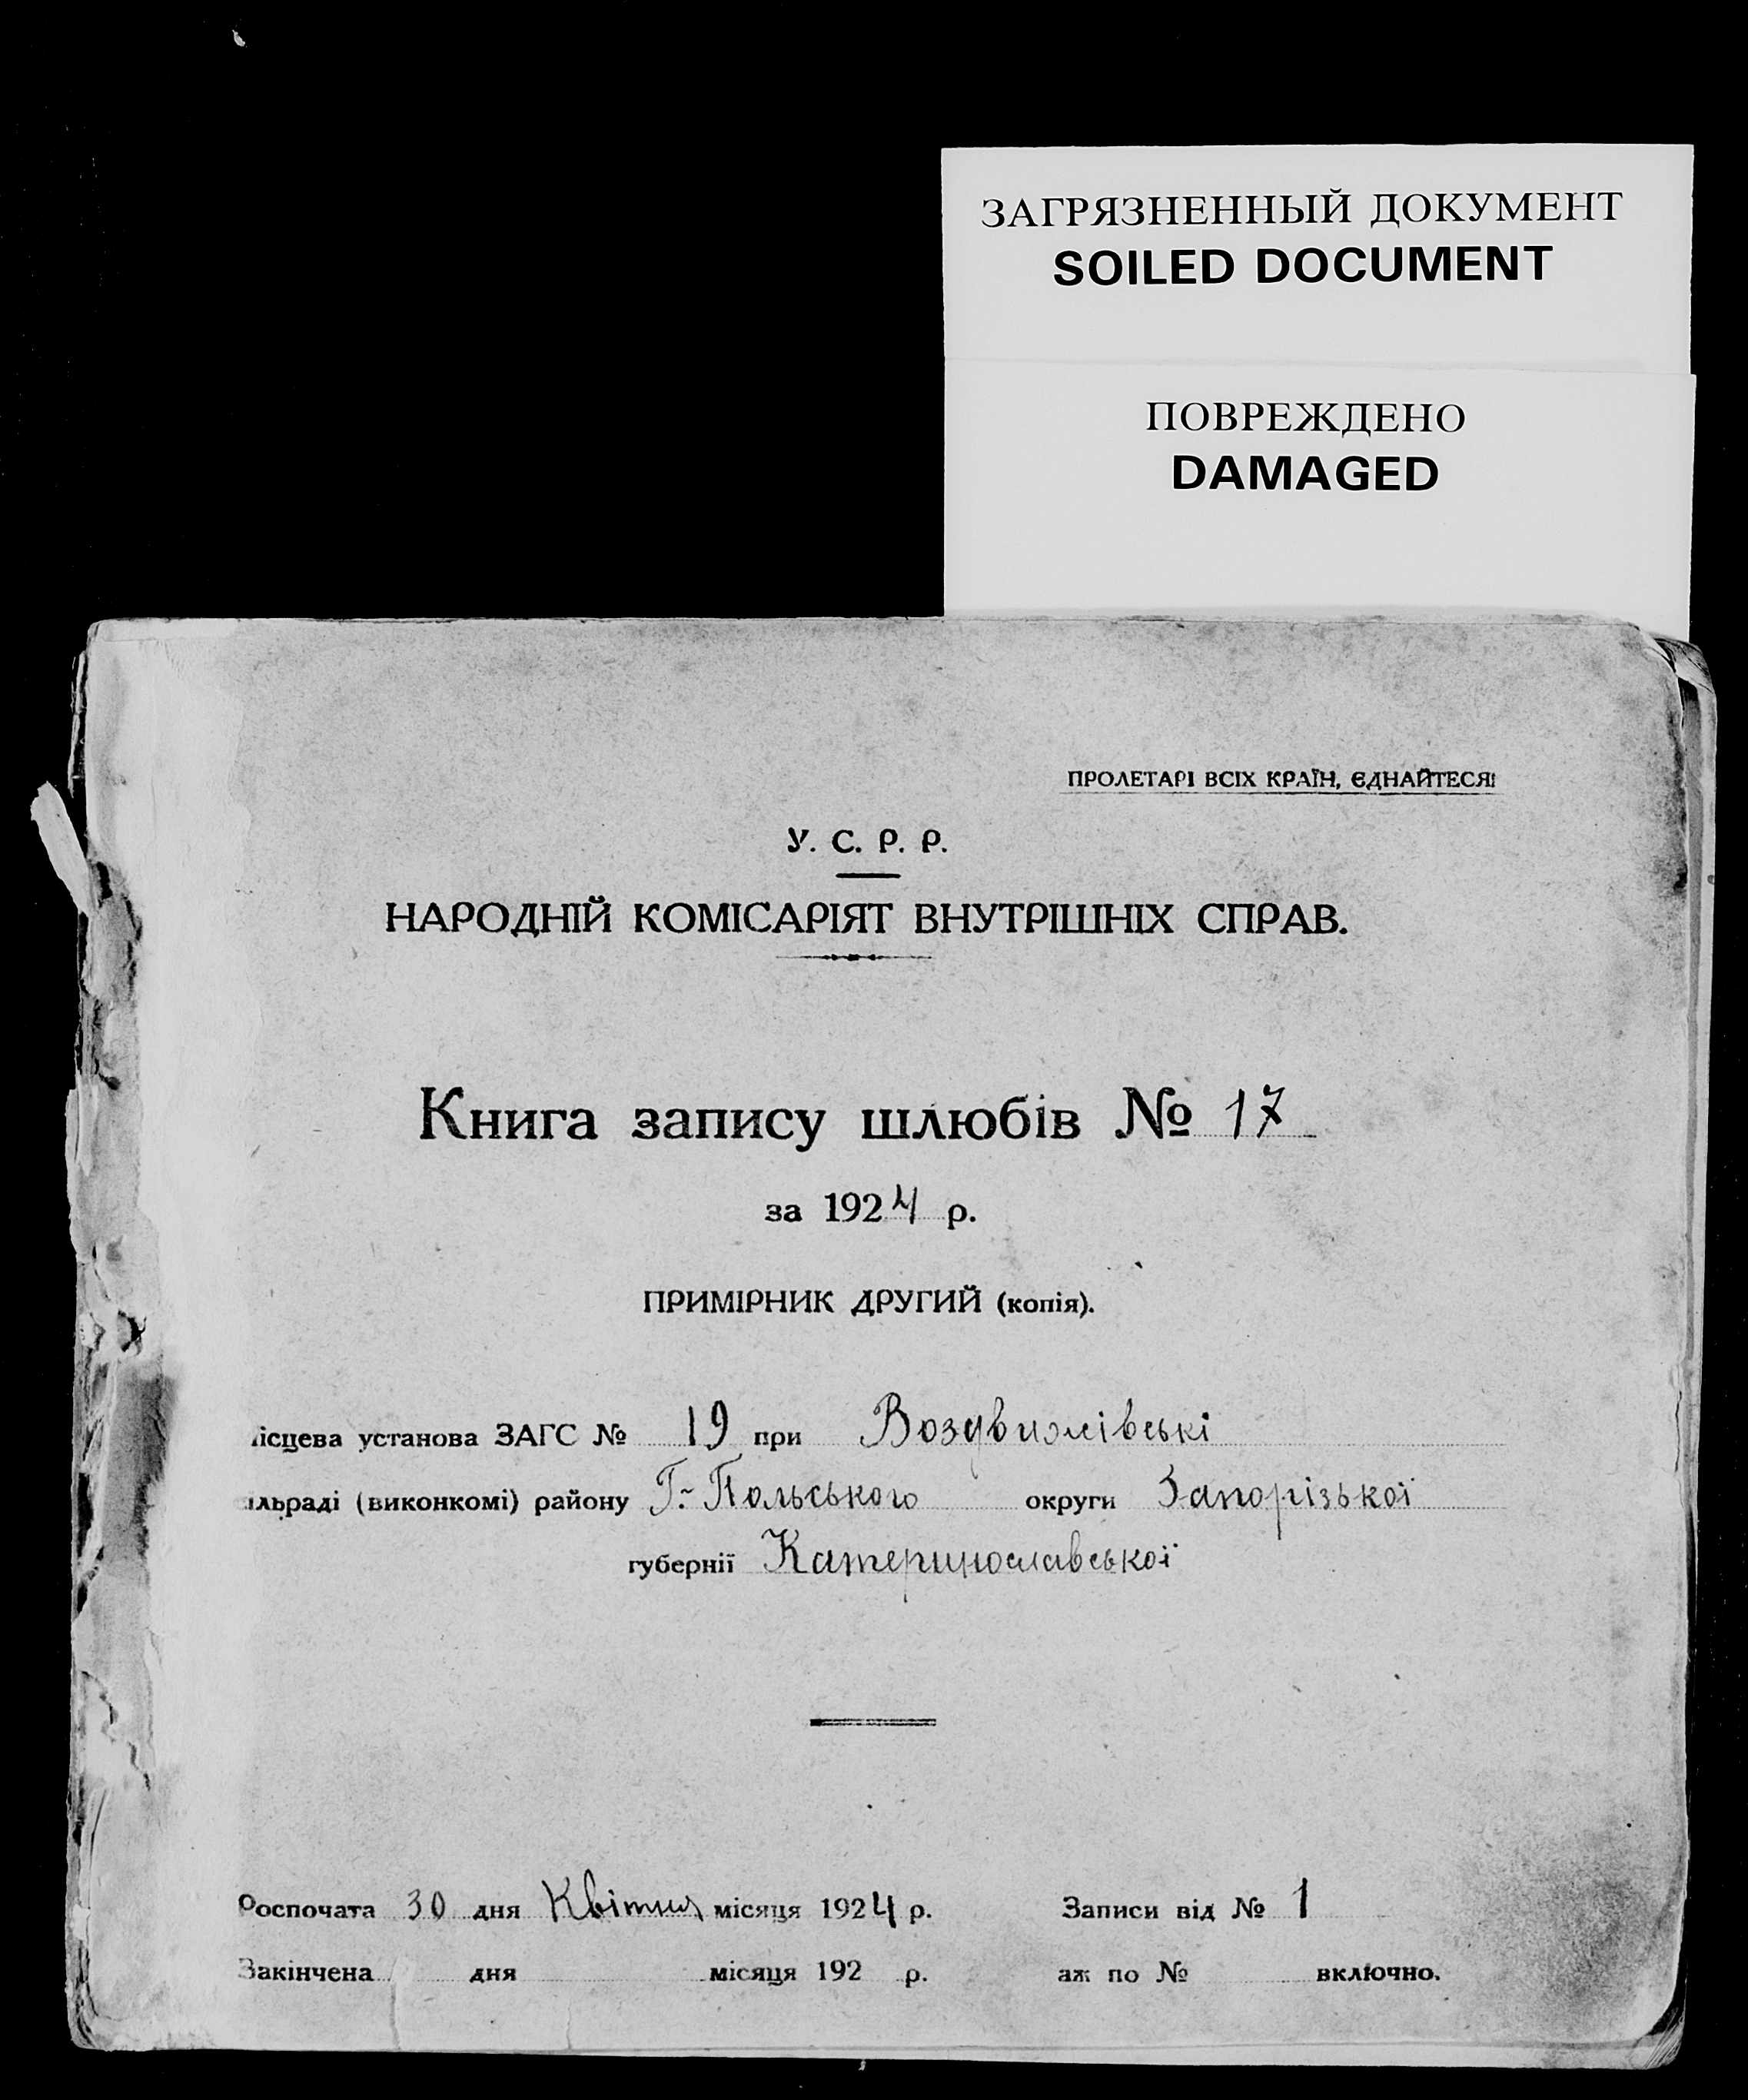 ЗАГРЯЗНЕННЫЙ ДОКУМЕНТ
SOILED DOCUMENT
ПОВРЕЖДЕНО
DAMAGED
ПРОЛЕТАРІ ВСІХ КРАЇН, ЄДНАЙТЕСЯ!
У. С. Р. Р.
НАРОДНІЙ КОМІСАРІЯТ ВНУТРІШНІХ СПРАВ.
Книга запису шлюбів № 17
за 1924 р.
ПРИМІРНИК ДРУГИЙ (копія).
ісцева установа ЗАГС № 19 при Воздвижівські
ільраді (виконкомі) району Г.-Польського округи Запорізької
губернії Катеринославської
Роспочата 30 дня Квітня місяця 1924 р. Записи від № 1
Закінчена дня місяця 192 р. аж по № включно.